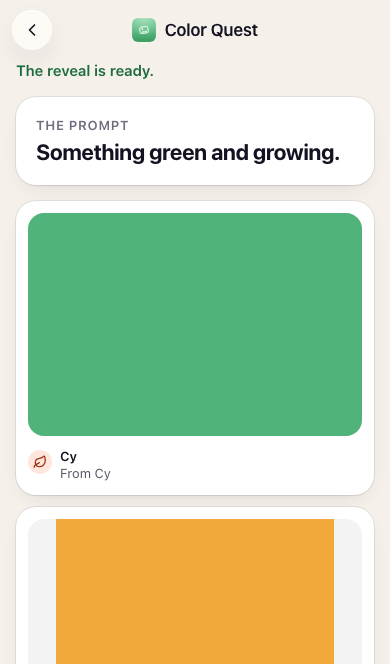 Color Quest
The reveal is ready.
THE PROMPT
Something green and growing.
Cy
From Cy